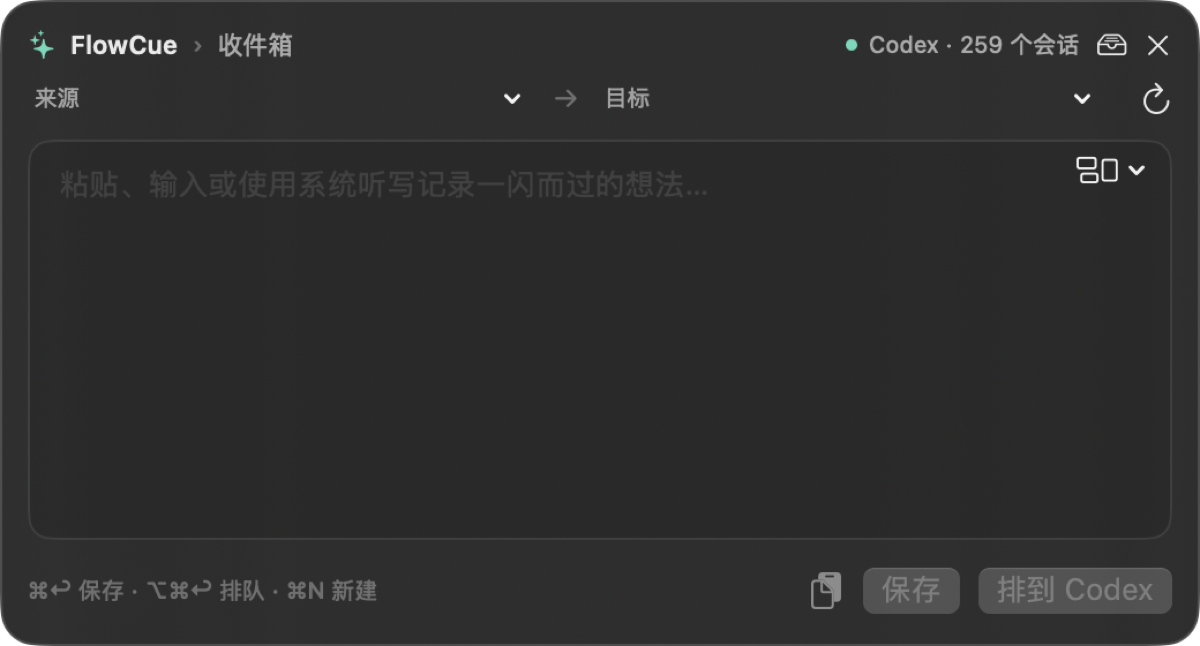 FlowCue › 收件箱
Codex · 259 个会话
来源 → 目标
粘贴、输入或使用系统听写记录一闪而过的想法...
⌘↩ 保存 · ⌥⌘↩ 排队 · ⌘N 新建
保存
排到 Codex